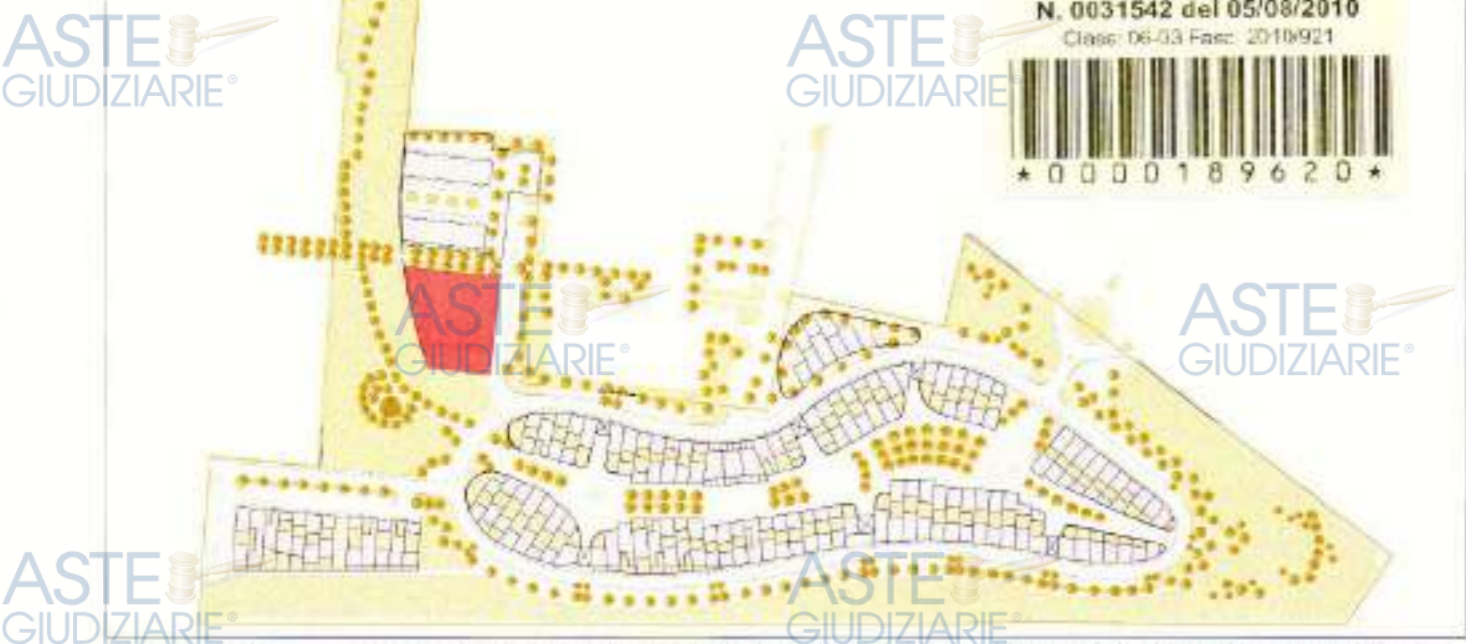 ASTE
GIUDIZIARIE®
ASTE
GIUDIZIARIE®
N. 0031542 del 05/08/2010
Class: 06-03 Fasc. 2010/921
* 0 0 0 0 1 8 9 6 2 0 *
ASTE
GIUDIZIARIE®
ASTE
GIUDIZIARIE®
ASTE
GIUDIZIARIE®
ASTE
GIUDIZIARIE®